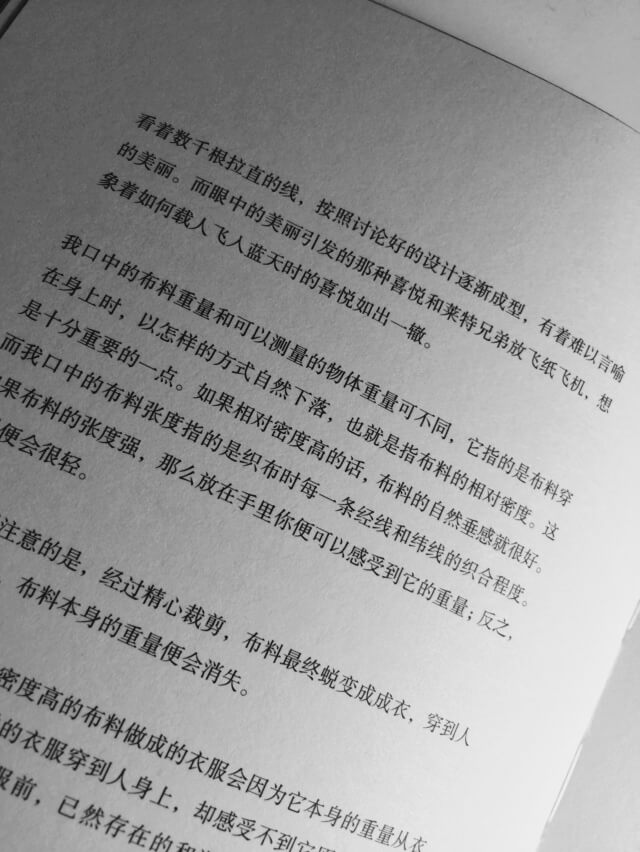 看着数千根拉直的线，按照讨论好的设计逐渐成型，有着难以言喻
的美丽。而眼中的美丽引发的那种喜悦和莱特兄弟放飞纸飞机，想
象着如何载人飞入蓝天时的喜悦如出一辙。
我口中的布料重量和可以测量的物体重量可不同，它指的是布料穿
在身上时，以怎样的方式自然下落，也就是指布料的相对密度。这
是十分重要的一点。如果相对密度高的话，布料的自然垂感就很好。
而我口中的布料张度指的是织布时每一条经线和纬线的织合程度。
果布料的张度强，那么放在手里你便可以感受到它的重量；反之，
便会很轻。
注意的是，经过精心裁剪，布料最终蜕变成成衣，穿到人
，布料本身的重量便会消失。
密度高的布料做成的衣服会因为它本身的重量从衣
的衣服穿到人身上，却感受不到它
服前，已然存在的和